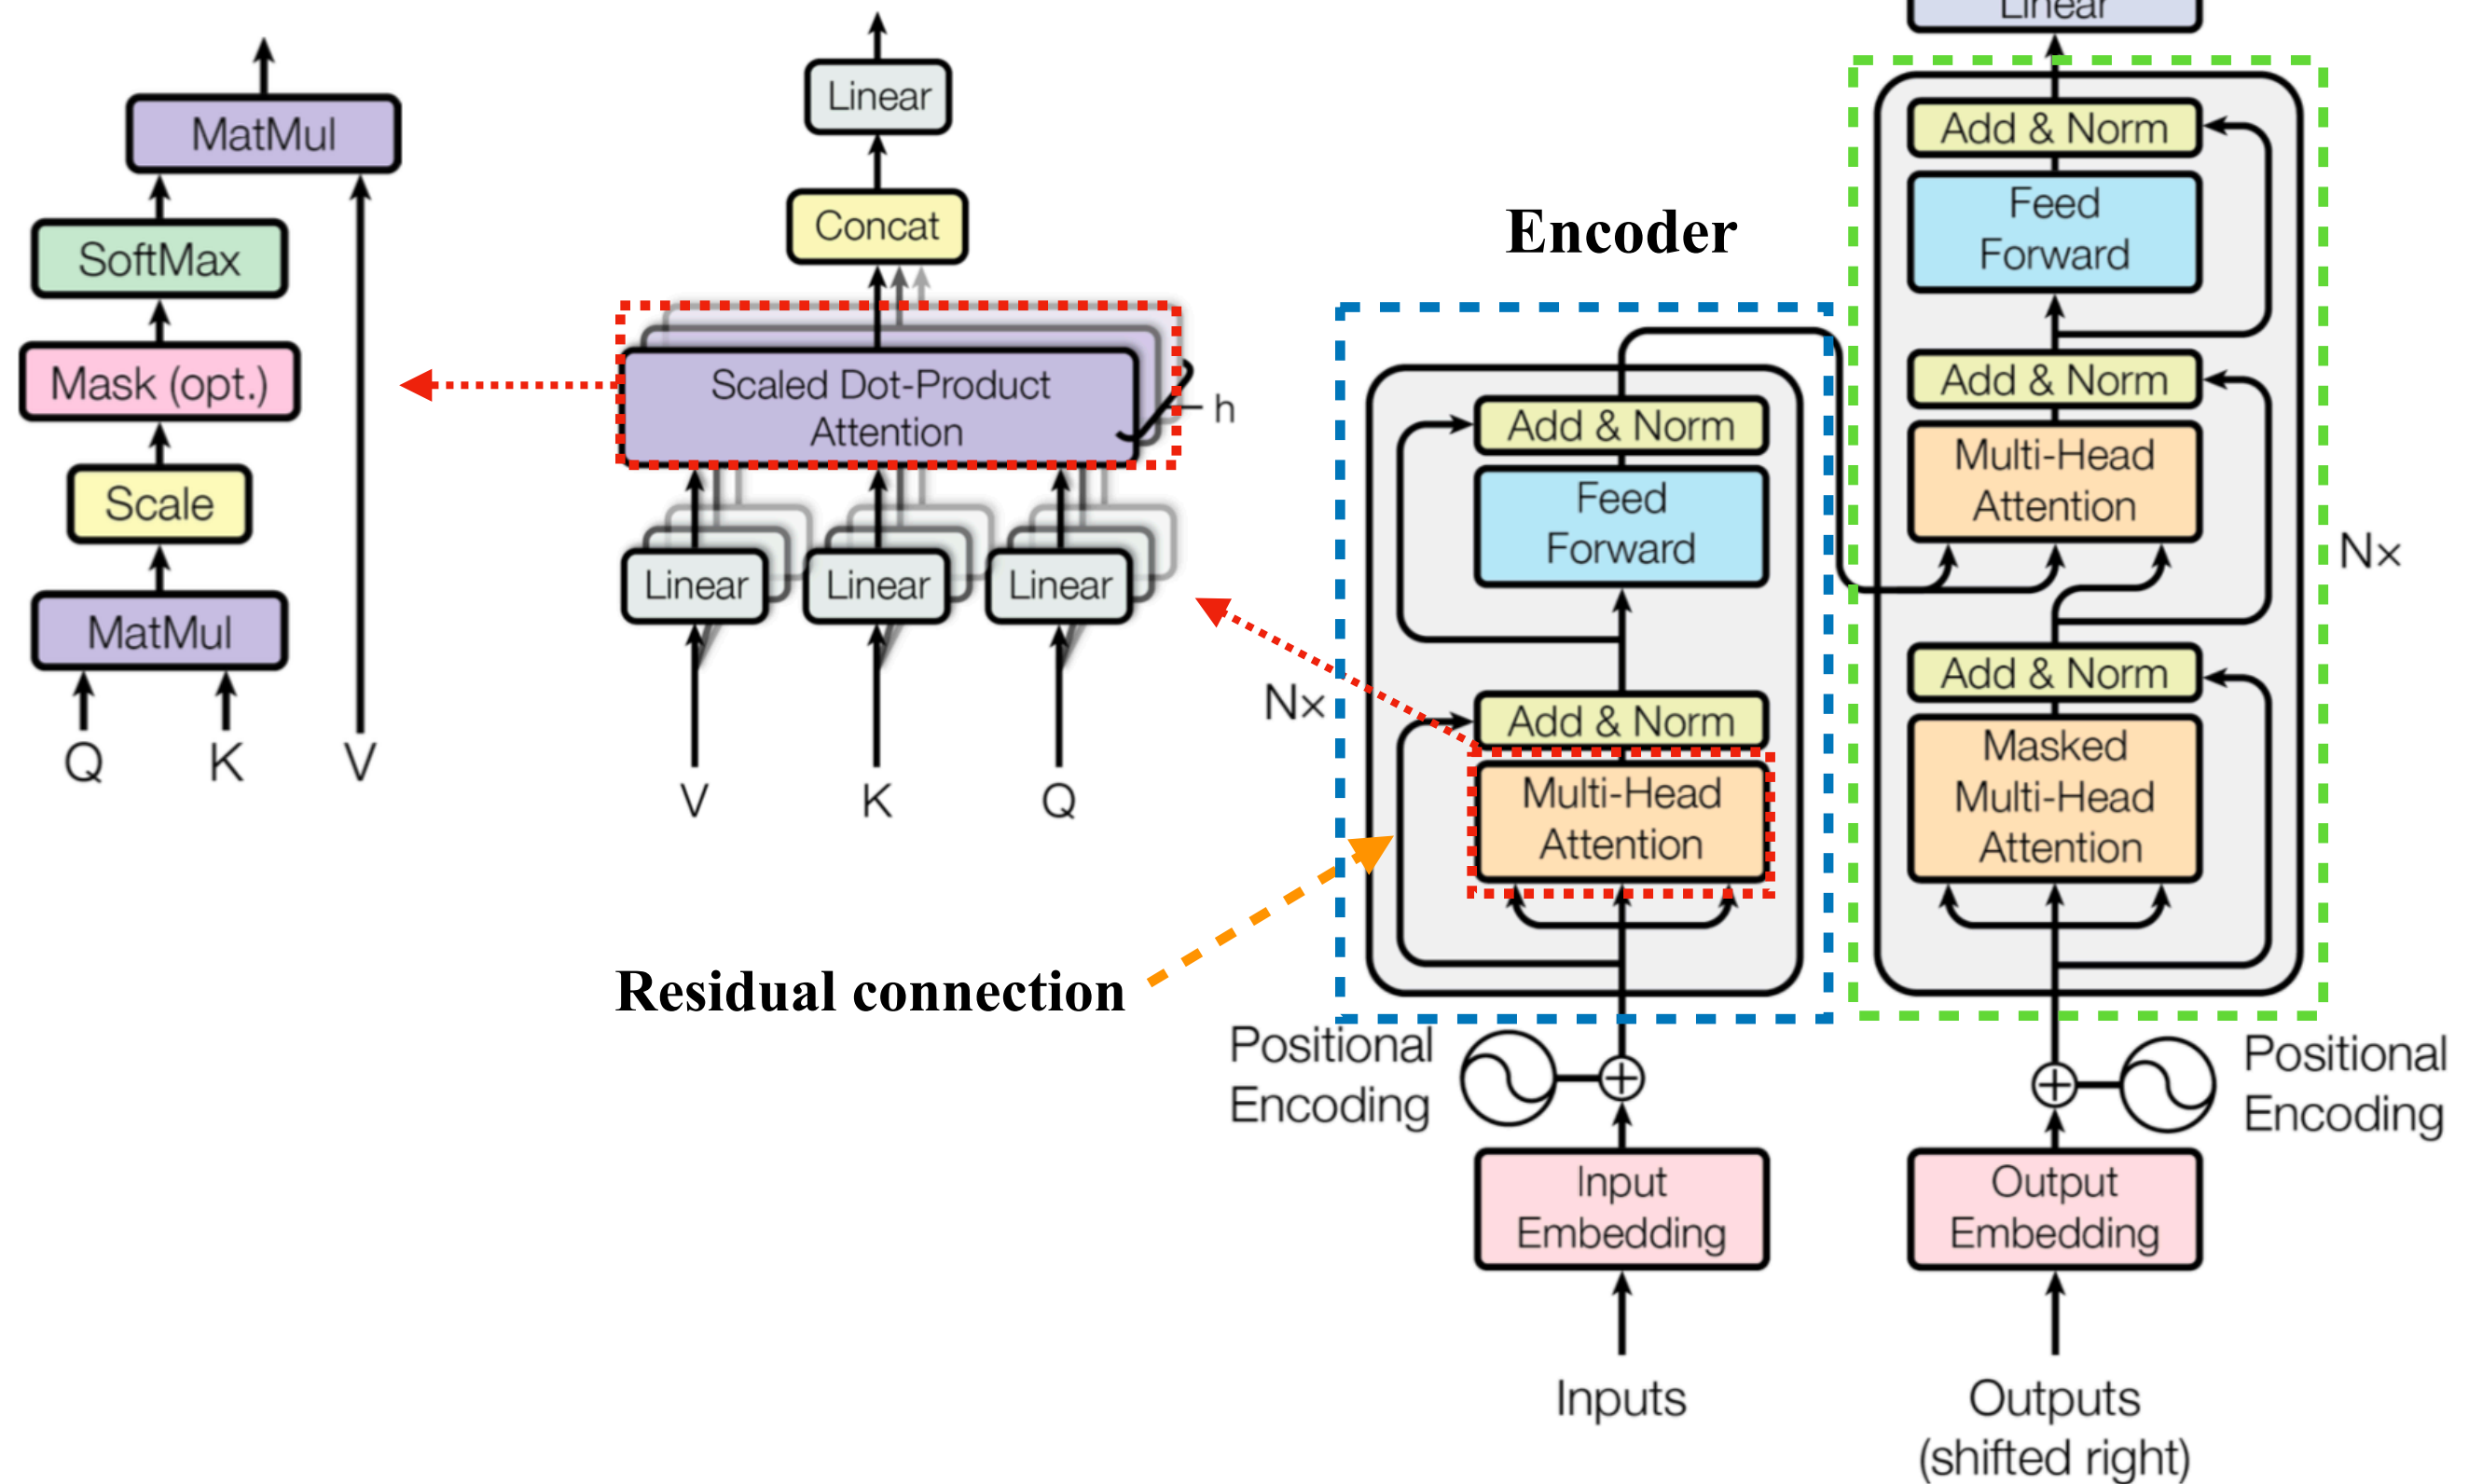 MatMul
SoftMax
Mask (opt.)
Scale
MatMul
Q
K
V
Linear
Concat
Scaled Dot-Product
Attention
h
Linear
Linear
Linear
V
K
Q
Residual connection
Encoder
Nx
Add & Norm
Feed
Forward
Add & Norm
Multi-Head
Attention
Positional
Encoding
Input
Embedding
Inputs
Linear
Add & Norm
Feed
Forward
Add & Norm
Multi-Head
Attention
Nx
Add & Norm
Masked
Multi-Head
Attention
Positional
Encoding
Output
Embedding
Outputs
(shifted right)